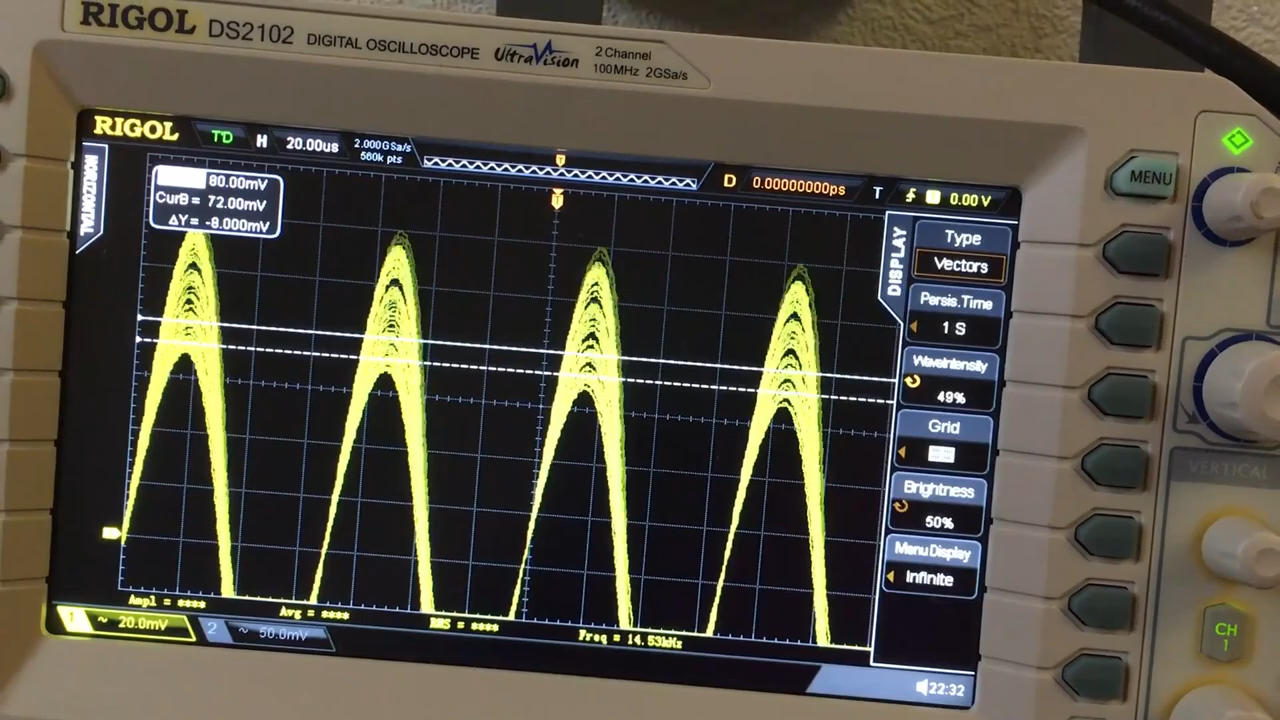 RIGOL DS2102 DIGITAL OSCILLOSCOPE UltraVision 2 Channel
100MHz 2GSa/s
RIGOL T'D H 20.00us 2.000GSa/s
560k pts
D 0.00000000ps T 0.00 V
HORIZONTAL
80.00mV
CurB = 72.00mV
ΔY = -8.000mV
DISPLAY
Type
Vectors
Persis.Time
1 S
WaveIntensity
49%
Grid
Brightness
50%
Menu Display
Infinite
Ampl = **** Avg = **** RMS = **** Freq = 14.53kHz
1 ~ 20.0mV 2 ~ 50.0mV
22:32
MENU
VERTICAL
CH
1